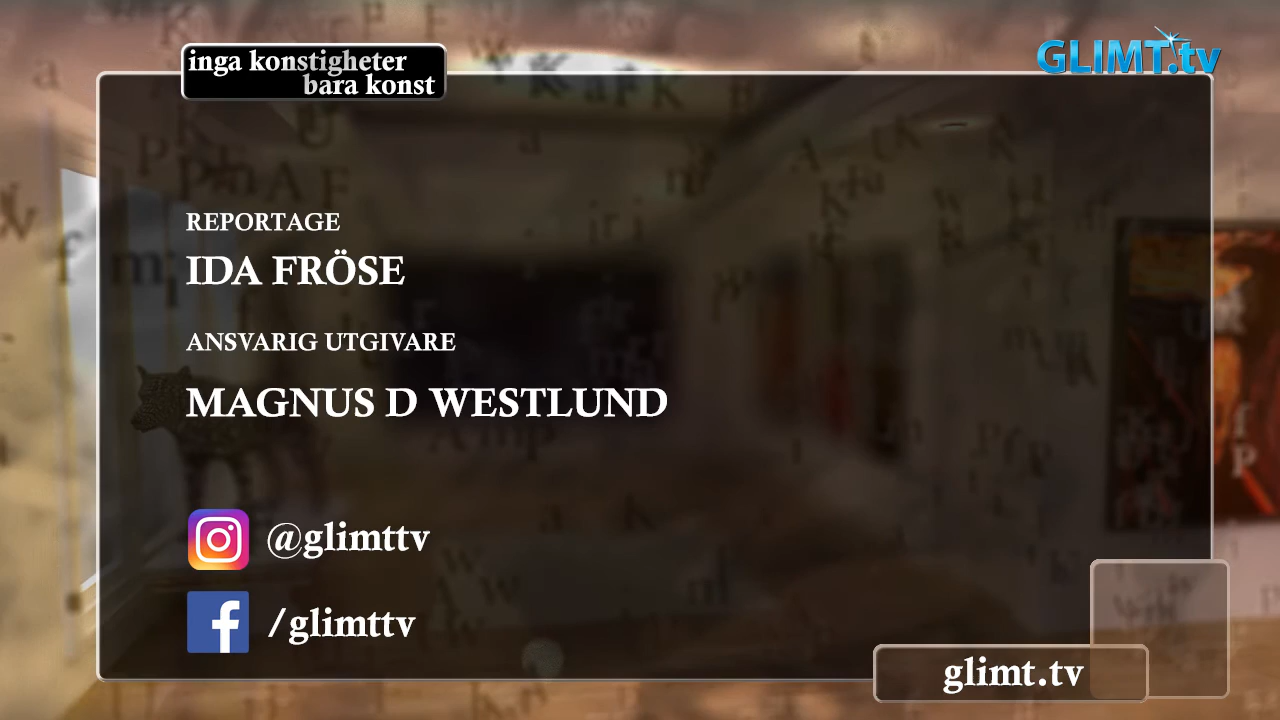 inga konstigheter
bara konst
GLIMT.tv
REPORTAGE
IDA FRÖSE
ANSVARIG UTGIVARE
MAGNUS D WESTLUND
@glimttv
/glimttv
glimt.tv